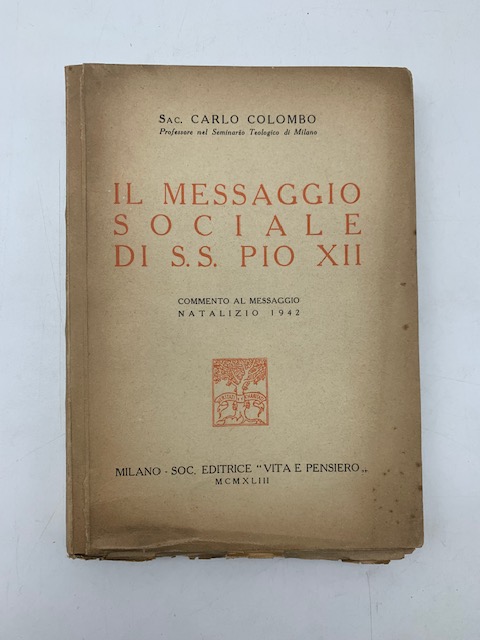 SAC. CARLO COLOMBO
Professore nel Seminario Teologico di Milano
IL MESSAGGIO
SOCIALE
DI S.S. PIO XII
COMMENTO AL MESSAGGIO
NATALIZIO 1942
MILANO - SOC. EDITRICE "VITA E PENSIERO„
MCMXLIII